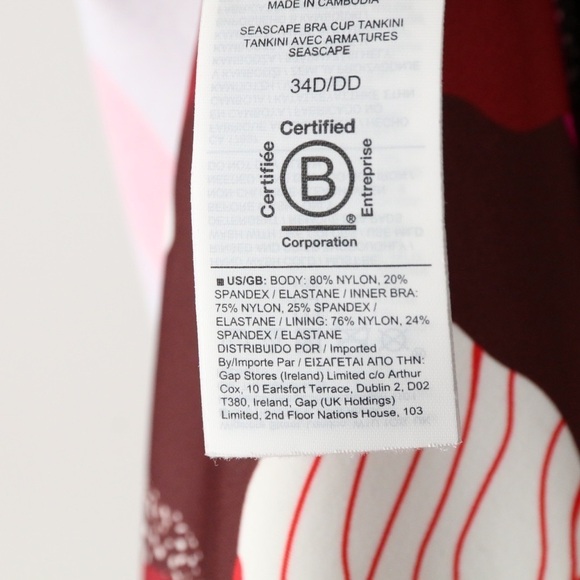 MADE IN CAMBODIA
SEASCAPE BRA CUP TANKINI
TANKINI AVEC ARMATURES
SEASCAPE
34D/DD
Certified
Certifiée
B
Entreprise
®
Corporation
■ US/GB: BODY: 80% NYLON, 20%
SPANDEX / ELASTANE / INNER BRA:
75% NYLON, 25% SPANDEX /
ELASTANE / LINING: 76% NYLON, 24%
SPANDEX / ELASTANE
DISTRIBUIDO POR / Imported
By/Importe Par / ΕΙΣΑΓΕΤΑΙ ΑΠΟ ΤΗΝ:
Gap Stores (Ireland) Limited c/o Arthur
Cox, 10 Earlsfort Terrace, Dublin 2, D02
T380, Ireland, Gap (UK Holdings)
Limited, 2nd Floor Nations House, 103